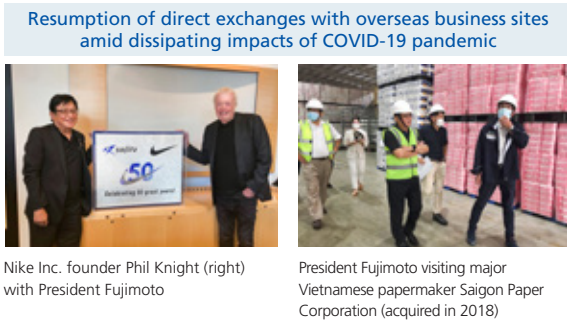 Resumption of direct exchanges with overseas business sites
amid dissipating impacts of COVID-19 pandemic
sojitz
50
Celebrating 50 great years!
Nike Inc. founder Phil Knight (right)
with President Fujimoto
President Fujimoto visiting major
Vietnamese papermaker Saigon Paper
Corporation (acquired in 2018)